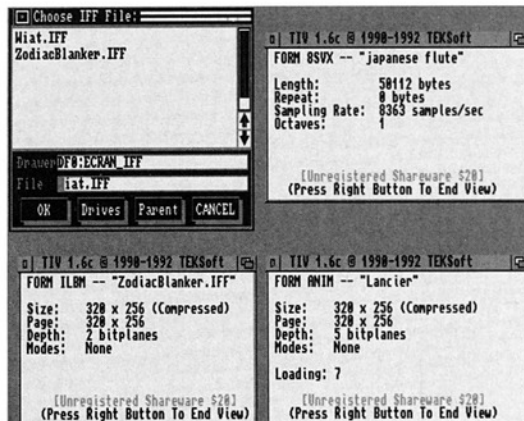 Choose IFF File:
Wiat.IFF
ZodiacBlanker.IFF
Drawer DF0:ECRAN_IFF
File iat.IFF
OK Drives Parent CANCEL
TIV 1.6c @ 1990-1992 TEKSoft
FORM 8SVX -- "japanese flute"
Length: 50112 bytes
Repeat: 0 bytes
Sampling Rate: 8363 samples/sec
Octaves: 1
[Unregistered Shareware $20]
(Press Right Button To End View)
TIV 1.6c @ 1990-1992 TEKSoft
FORM ILBM -- "ZodiacBlanker.IFF"
Size: 320 x 256 (Compressed)
Page: 320 x 256
Depth: 2 bitplanes
Modes: None
[Unregistered Shareware $20]
(Press Right Button To End View)
TIV 1.6c @ 1990-1992 TEKSoft
FORM ANIM -- "Lancier"
Size: 320 x 256 (Compressed)
Page: 320 x 256
Depth: 5 bitplanes
Modes: None
Loading: 7
[Unregistered Shareware $20]
(Press Right Button To End View)